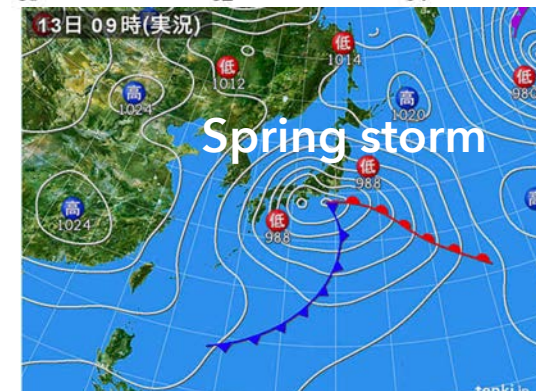 13日 09時(実況)
低
1014
低
1012
低
980
高
1024
高
1020
Spring storm
低
988
高
1024
低
988
高
tenki.jp